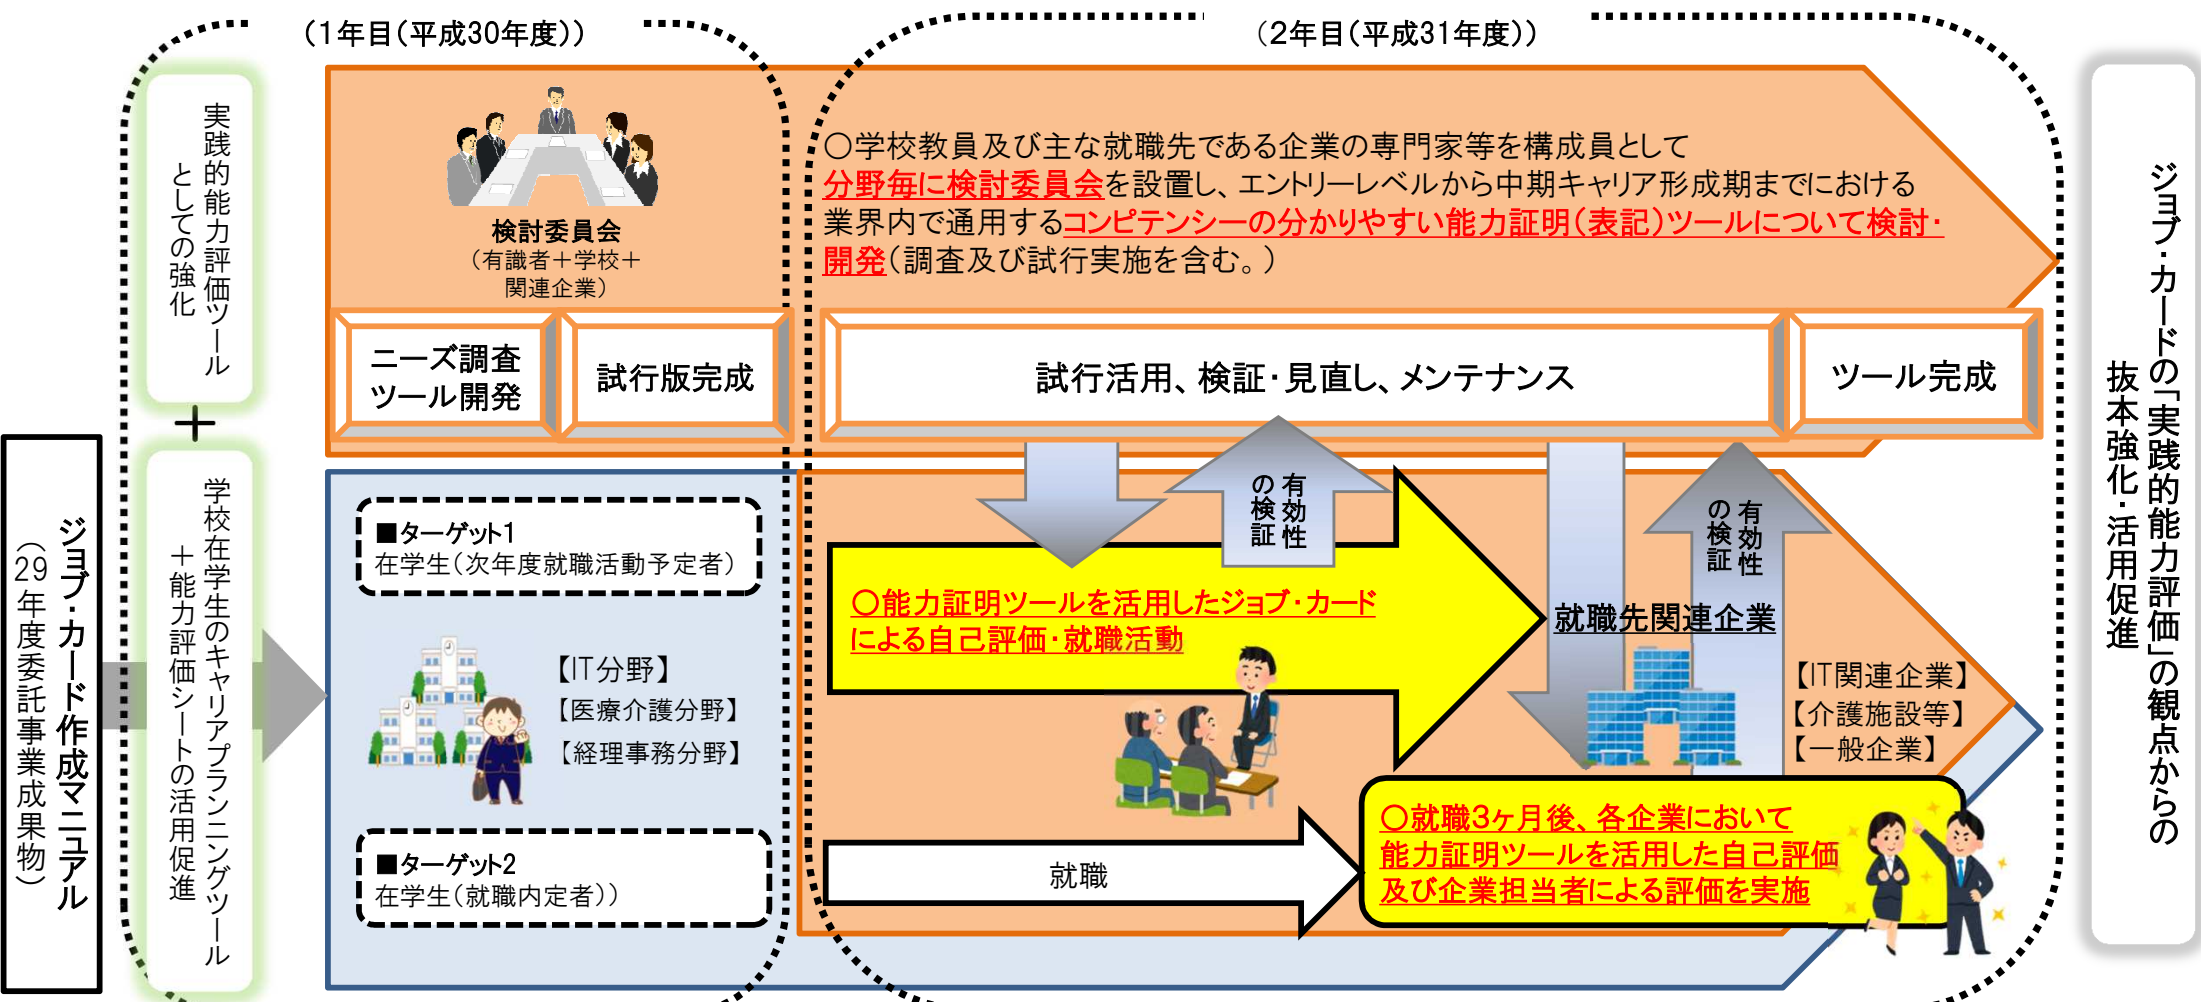 (1年目(平成30年度))
(2年目(平成31年度))
実践的能力評価ツール
としての強化
+
学校在学生のキャリアプランニングツール
+能力評価シートの活用促進
ジョブ・カード作成マニュアル
(29年度委託事業成果物)
検討委員会
(有識者+学校+
関連企業)
〇学校教員及び主な就職先である企業の専門家等を構成員として
分野毎に検討委員会を設置し、エントリーレベルから中期キャリア形成期までにおける
業界内で通用するコンピテンシーの分かりやすい能力証明(表記)ツールについて検討・
開発(調査及び試行実施を含む。)
ニーズ調査
ツール開発
試行版完成
試行活用、検証・見直し、メンテナンス
ツール完成
■ターゲット1
在学生(次年度就職活動予定者)
【IT分野】
【医療介護分野】
【経理事務分野】
■ターゲット2
在学生(就職内定者))
有効性
の検証
有効性
の検証
〇能力証明ツールを活用したジョブ・カード
による自己評価・就職活動
就職先関連企業
【IT関連企業】
【介護施設等】
【一般企業】
就職
〇就職3ヶ月後、各企業において
能力証明ツールを活用した自己評価
及び企業担当者による評価を実施
ジョブ・カードの「実践的能力評価」の観点からの
抜本強化・活用促進